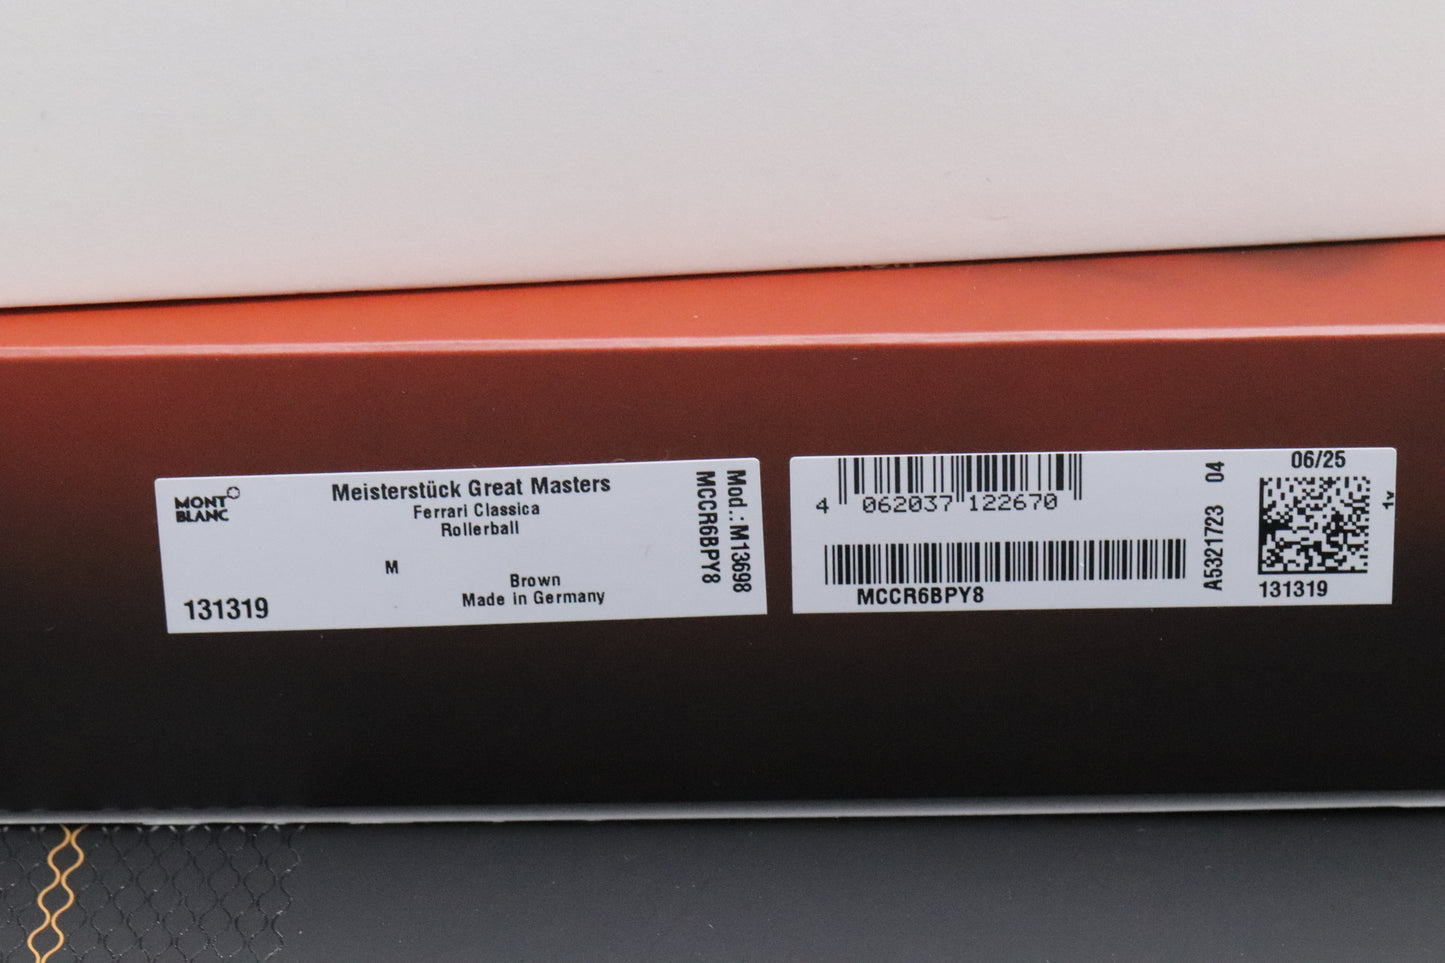 MONT
BLANC
Meisterstück Great Masters
Ferrari Classica
Rollerball
M
Brown
Made in Germany
131319
Mod.:M13698
MCCR6BPY8
4 062037 122670
MCCR6BPY8
A5321723 04
06/25
1v
131319